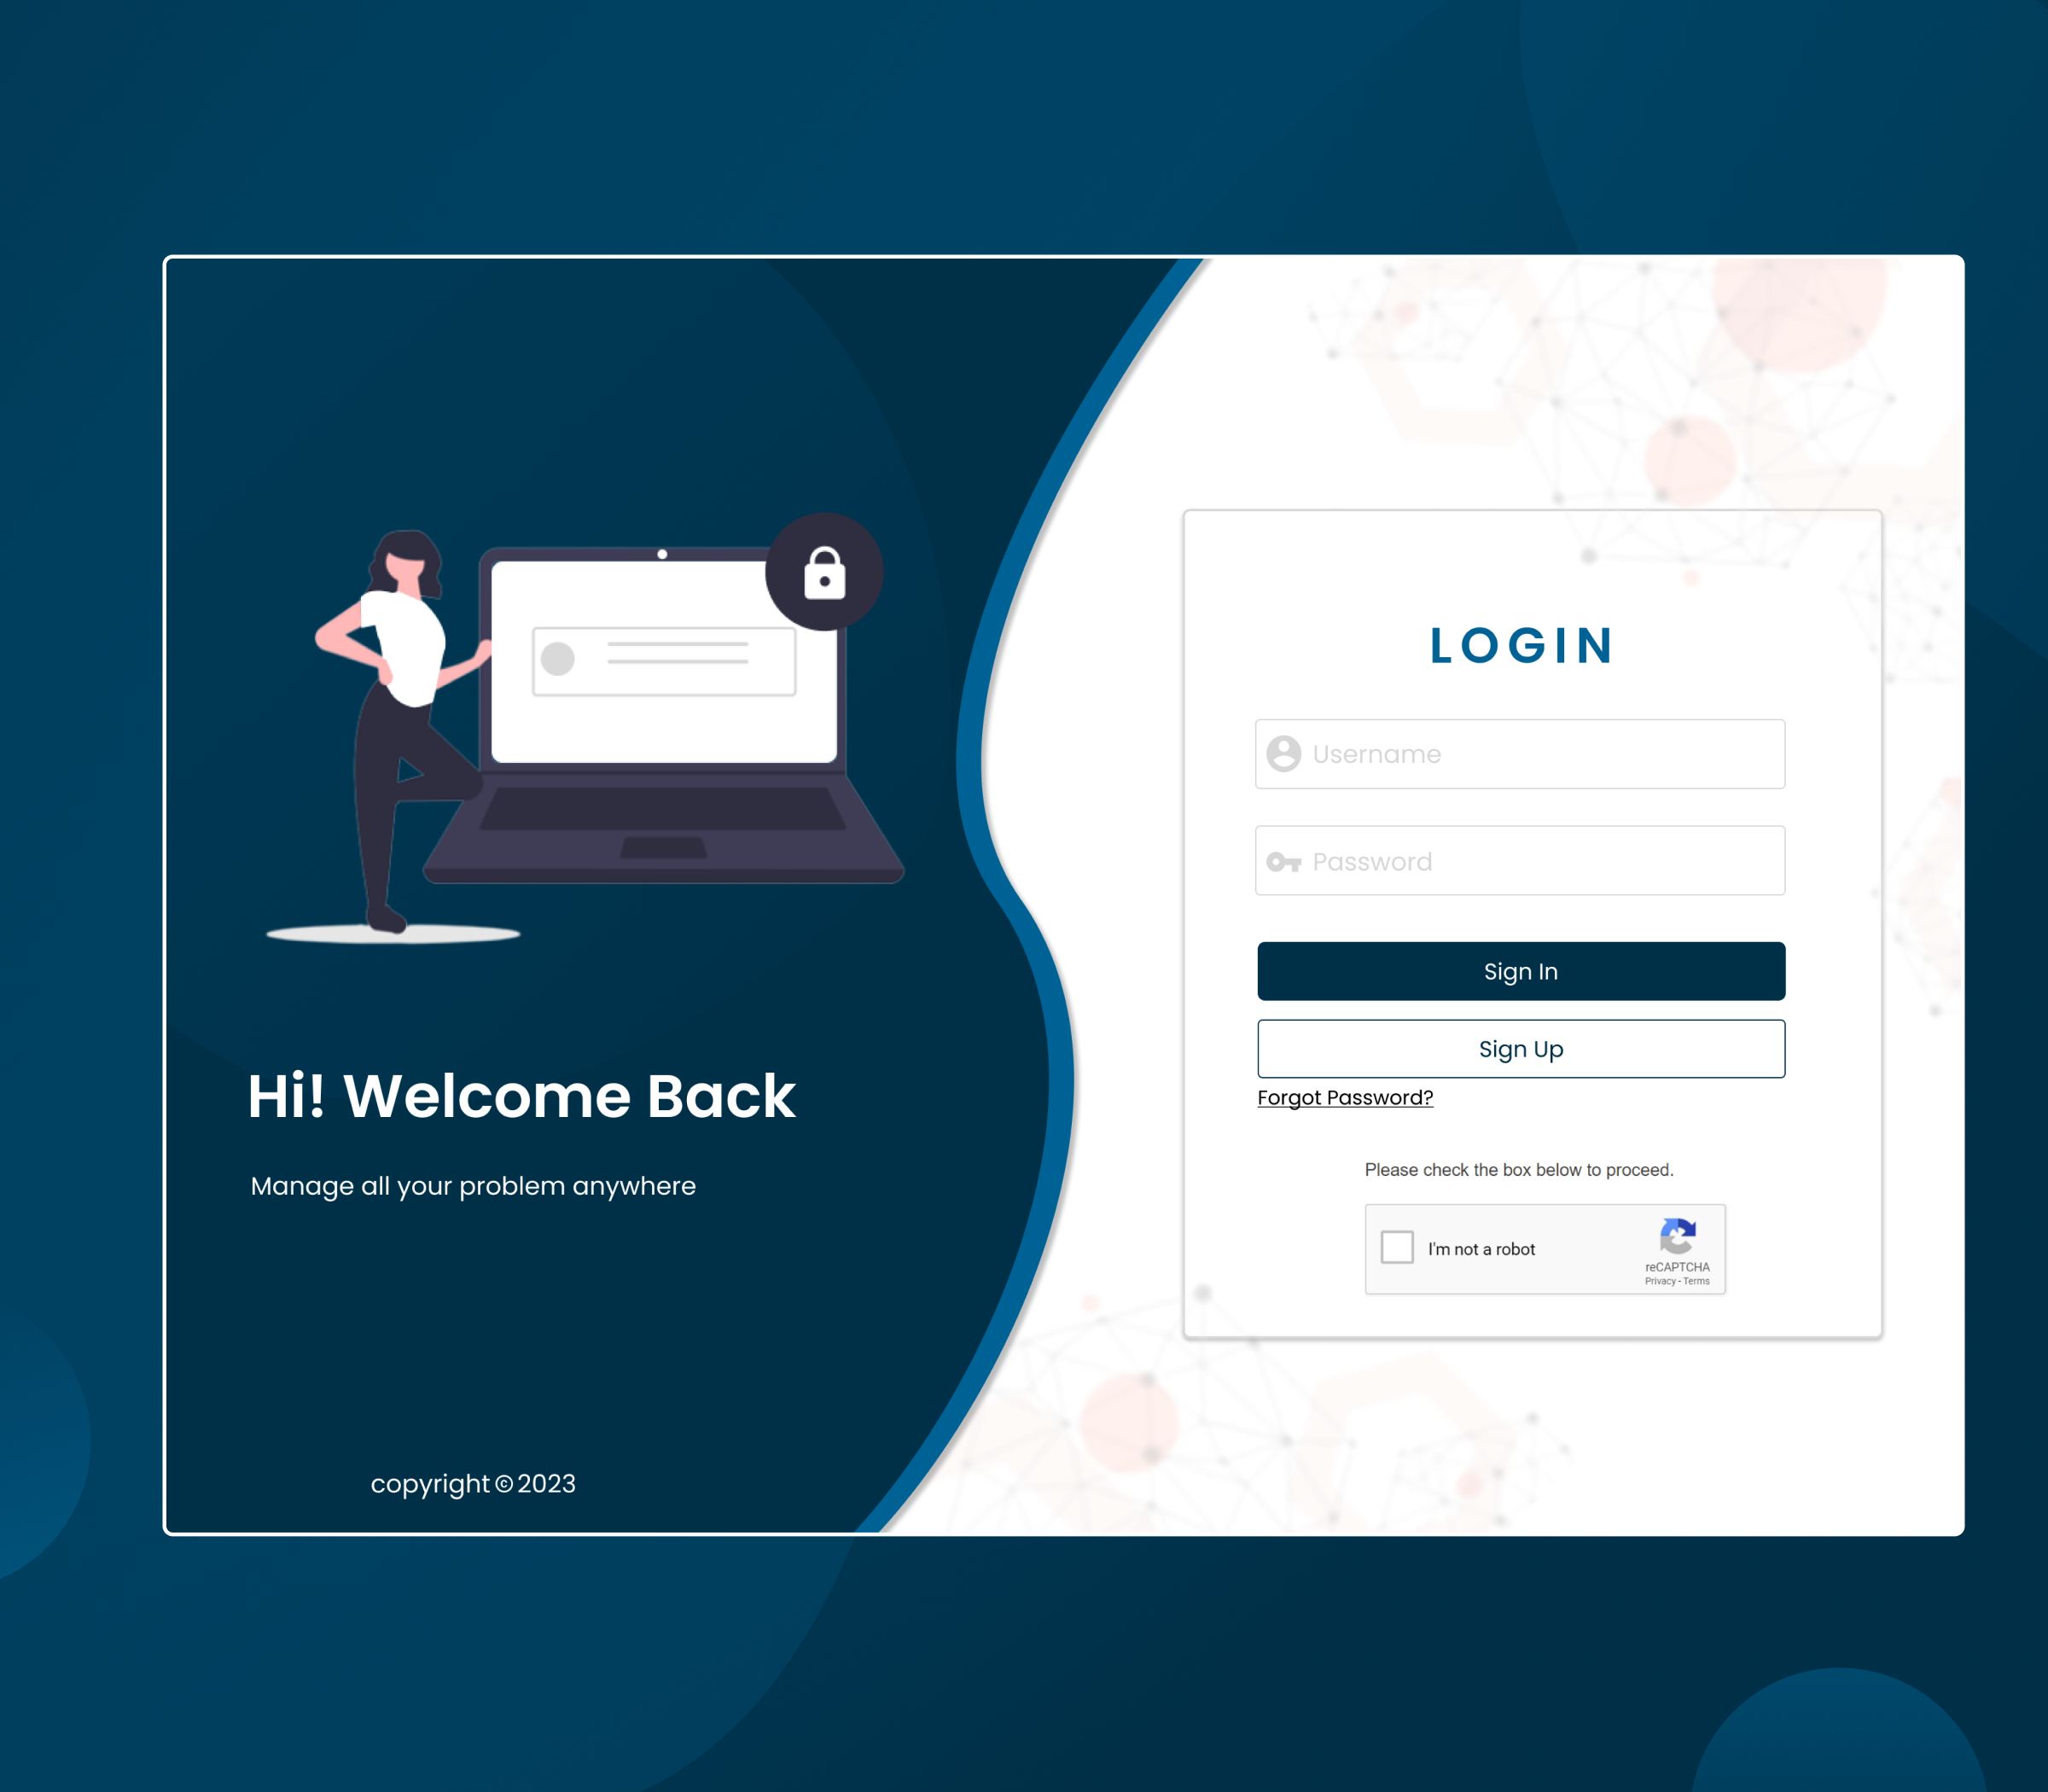 Hi! Welcome Back
Manage all your problem anywhere
copyright © 2023
LOGIN
Username
Password
Sign In
Sign Up
Forgot Password?
Please check the box below to proceed.
I'm not a robot
reCAPTCHA
Privacy - Terms